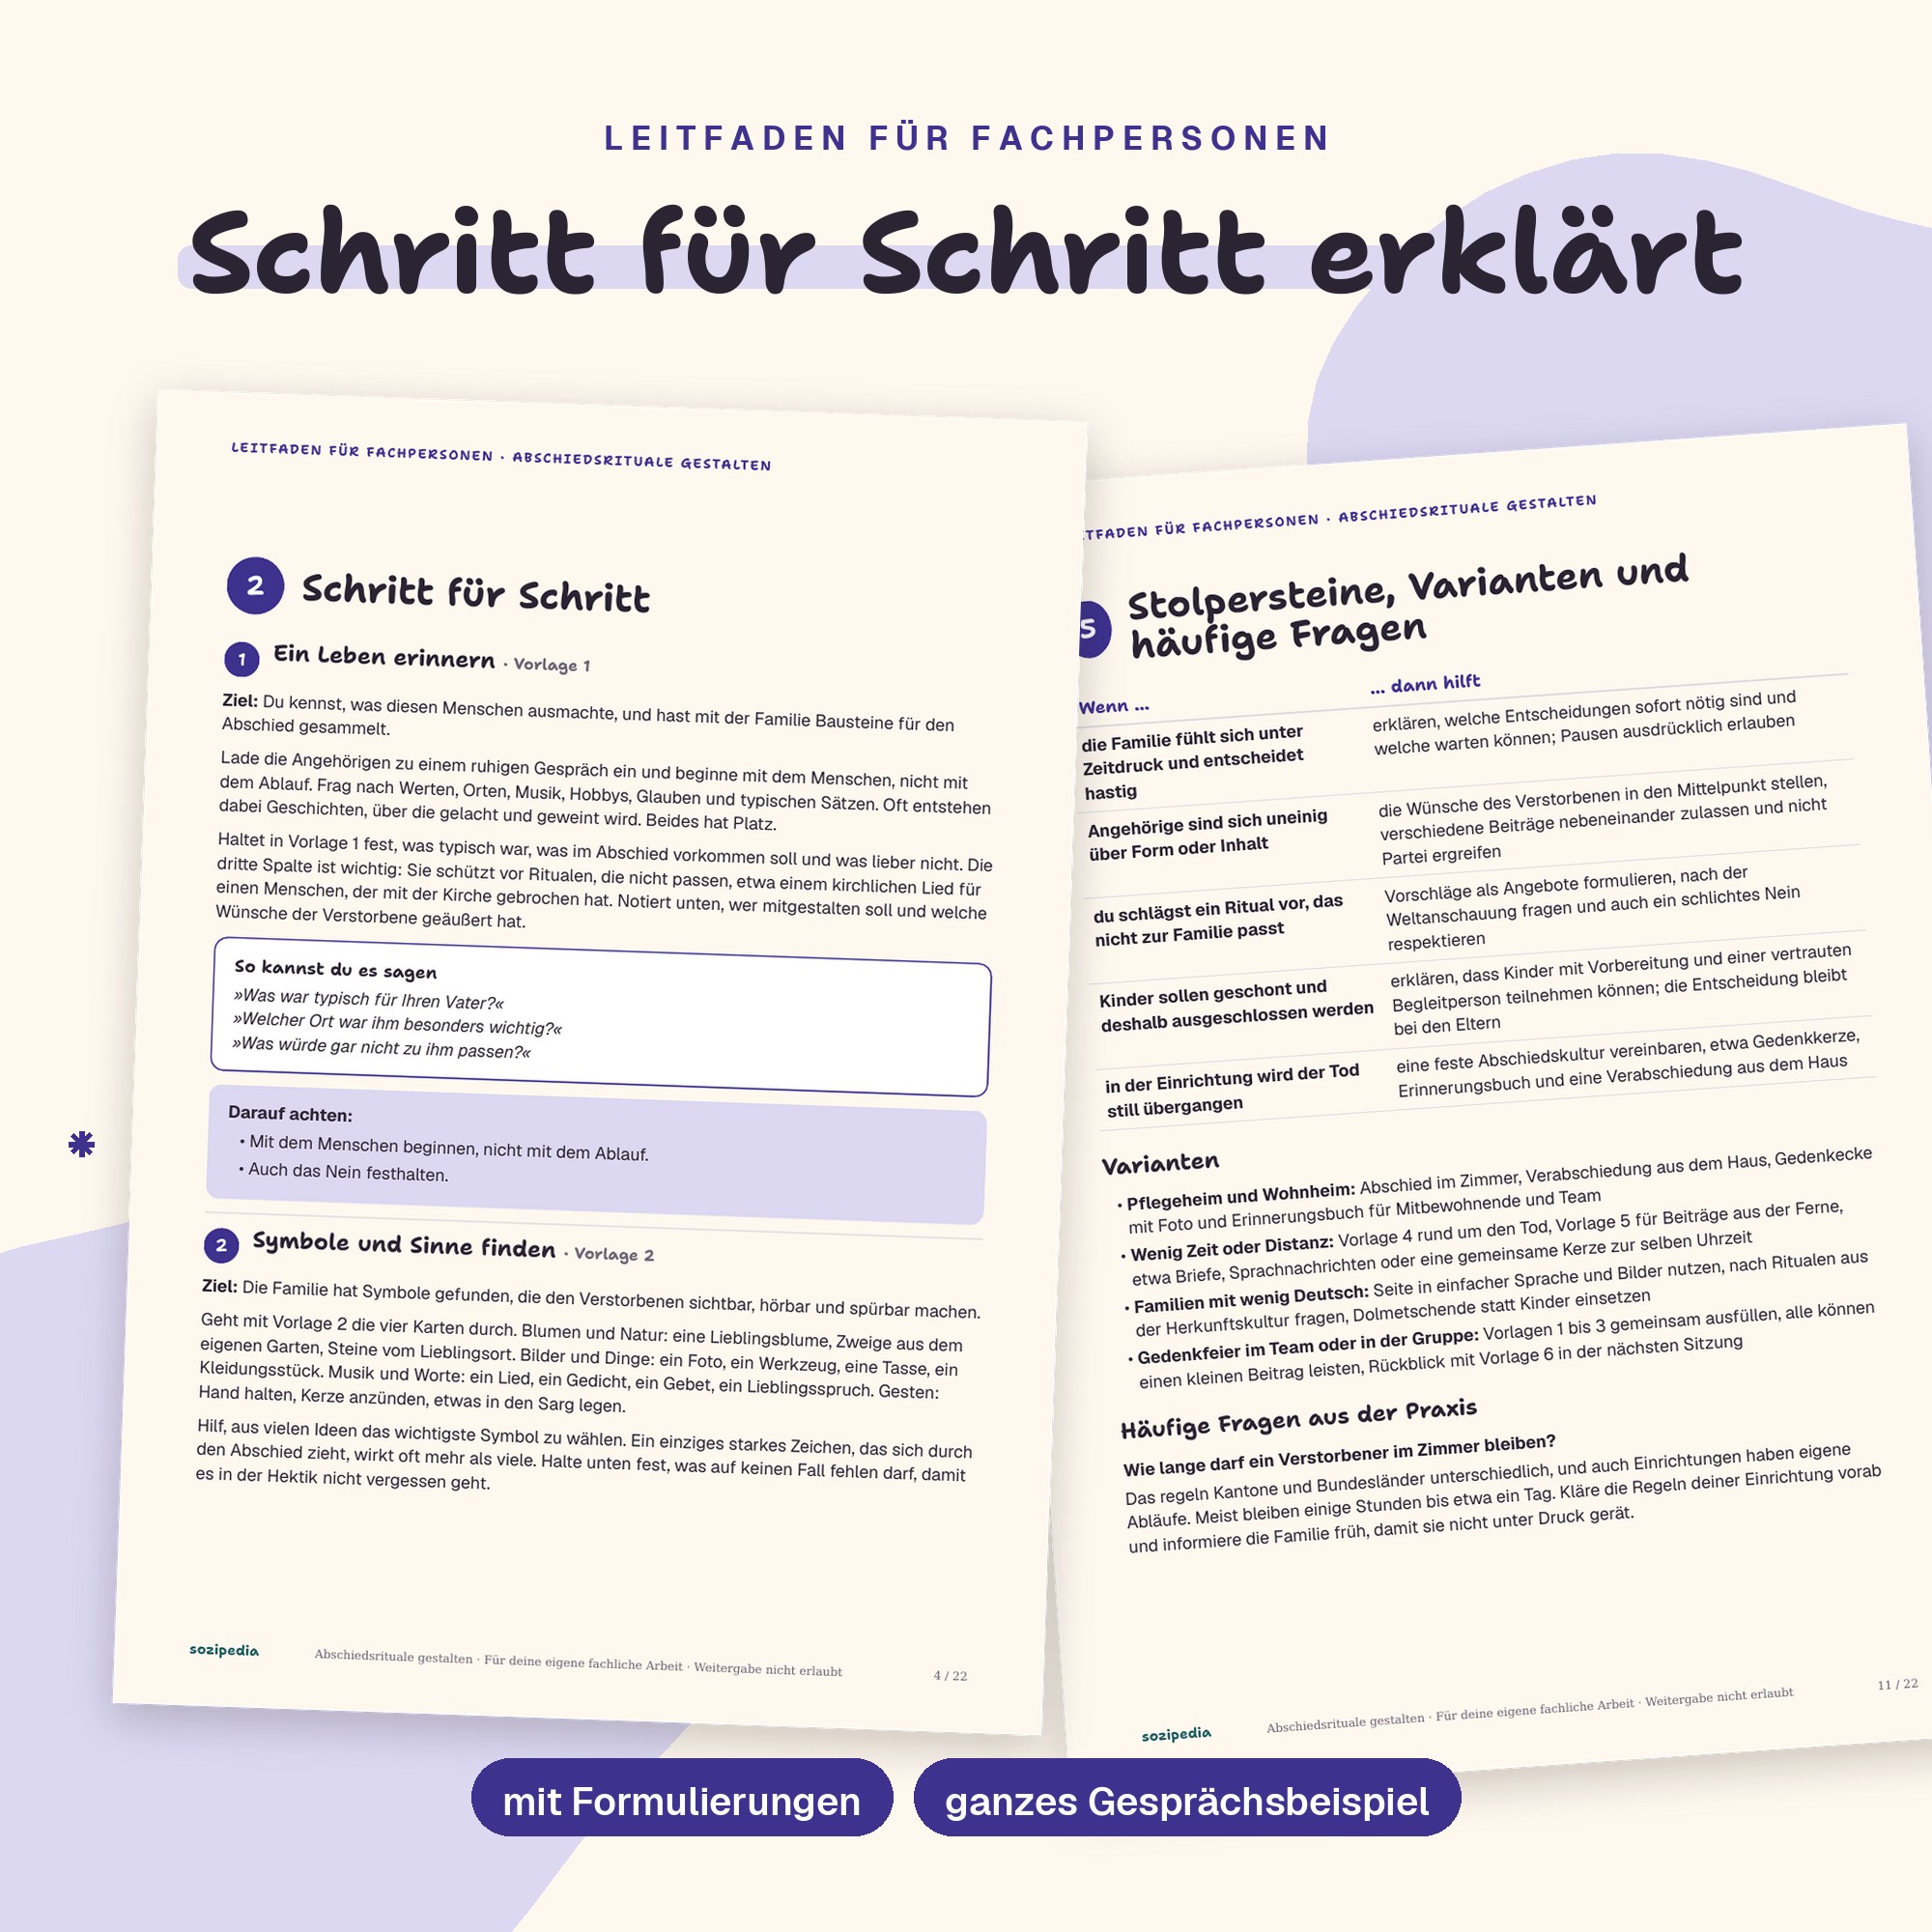 LEITFADEN FÜR FACHPERSONEN
Schritt für Schritt erklärt
LEITFADEN FÜR FACHPERSONEN · ABSCHIEDSRITUALE GESTALTEN
2 Schritt für Schritt
1 Ein Leben erinnern · Vorlage 1
Ziel: Du kennst, was diesen Menschen ausmachte, und hast mit der Familie Bausteine für den
Abschied gesammelt.
Lade die Angehörigen zu einem ruhigen Gespräch ein und beginne mit dem Menschen, nicht mit
dem Ablauf. Frag nach Werten, Orten, Musik, Hobbys, Glauben und typischen Sätzen. Oft entstehen
dabei Geschichten, über die gelacht und geweint wird. Beides hat Platz.
Haltet in Vorlage 1 fest, was typisch war, was im Abschied vorkommen soll und was lieber nicht. Die
dritte Spalte ist wichtig: Sie schützt vor Ritualen, die nicht passen, etwa einem kirchlichen Lied für
einen Menschen, der mit der Kirche gebrochen hat. Notiert unten, wer mitgestalten soll und welche
Wünsche der Verstorbene geäußert hat.
So kannst du es sagen
»Was war typisch für Ihren Vater?«
»Welcher Ort war ihm besonders wichtig?«
»Was würde gar nicht zu ihm passen?«
Darauf achten:
• Mit dem Menschen beginnen, nicht mit dem Ablauf.
• Auch das Nein festhalten.
2 Symbole und Sinne finden · Vorlage 2
Ziel: Die Familie hat Symbole gefunden, die den Verstorbenen sichtbar, hörbar und spürbar machen.
Geht mit Vorlage 2 die vier Karten durch. Blumen und Natur: eine Lieblingsblume, Zweige aus dem
eigenen Garten, Steine vom Lieblingsort. Bilder und Dinge: ein Foto, ein Werkzeug, eine Tasse, ein
Kleidungsstück. Musik und Worte: ein Lied, ein Gedicht, ein Gebet, ein Lieblingsspruch. Gesten:
Hand halten, Kerze anzünden, etwas in den Sarg legen.
Hilf, aus vielen Ideen das wichtigste Symbol zu wählen. Ein einziges starkes Zeichen, das sich durch
den Abschied zieht, wirkt oft mehr als viele. Halte unten fest, was auf keinen Fall fehlen darf, damit
es in der Hektik nicht vergessen geht.
sozipedia Abschiedsrituale gestalten · Für deine eigene fachliche Arbeit · Weitergabe nicht erlaubt 4 / 22
TFADEN FÜR FACHPERSONEN · ABSCHIEDSRITUALE GESTALTEN
5 Stolpersteine, Varianten und
häufige Fragen
Wenn ... ... dann hilft
die Familie fühlt sich unter
Zeitdruck und entscheidet
hastig
erklären, welche Entscheidungen sofort nötig sind und
welche warten können; Pausen ausdrücklich erlauben
Angehörige sind sich uneinig
über Form oder Inhalt
die Wünsche des Verstorbenen in den Mittelpunkt stellen,
verschiedene Beiträge nebeneinander zulassen und nicht
Partei ergreifen
du schlägst ein Ritual vor, das
nicht zur Familie passt
Vorschläge als Angebote formulieren, nach der
Weltanschauung fragen und auch ein schlichtes Nein
respektieren
Kinder sollen geschont und
deshalb ausgeschlossen werden
erklären, dass Kinder mit Vorbereitung und einer vertrauten
Begleitperson teilnehmen können; die Entscheidung bleibt
bei den Eltern
in der Einrichtung wird der Tod
still übergangen
eine feste Abschiedskultur vereinbaren, etwa Gedenkkerze,
Erinnerungsbuch und eine Verabschiedung aus dem Haus
Varianten
• Pflegeheim und Wohnheim: Abschied im Zimmer, Verabschiedung aus dem Haus, Gedenkecke
mit Foto und Erinnerungsbuch für Mitbewohnende und Team
• Wenig Zeit oder Distanz: Vorlage 4 rund um den Tod, Vorlage 5 für Beiträge aus der Ferne,
etwa Briefe, Sprachnachrichten oder eine gemeinsame Kerze zur selben Uhrzeit
• Familien mit wenig Deutsch: Seite in einfacher Sprache und Bilder nutzen, nach Ritualen aus
der Herkunftskultur fragen, Dolmetschende statt Kinder einsetzen
• Gedenkfeier im Team oder in der Gruppe: Vorlagen 1 bis 3 gemeinsam ausfüllen, alle können
einen kleinen Beitrag leisten, Rückblick mit Vorlage 6 in der nächsten Sitzung
Häufige Fragen aus der Praxis
Wie lange darf ein Verstorbener im Zimmer bleiben?
Das regeln Kantone und Bundesländer unterschiedlich, und auch Einrichtungen haben eigene
Abläufe. Meist bleiben einige Stunden bis etwa ein Tag. Kläre die Regeln deiner Einrichtung vorab
und informiere die Familie früh, damit sie nicht unter Druck gerät.
sozipedia Abschiedsrituale gestalten · Für deine eigene fachliche Arbeit · Weitergabe nicht erlaubt 11 / 22
mit Formulierungen
ganzes Gesprächsbeispiel